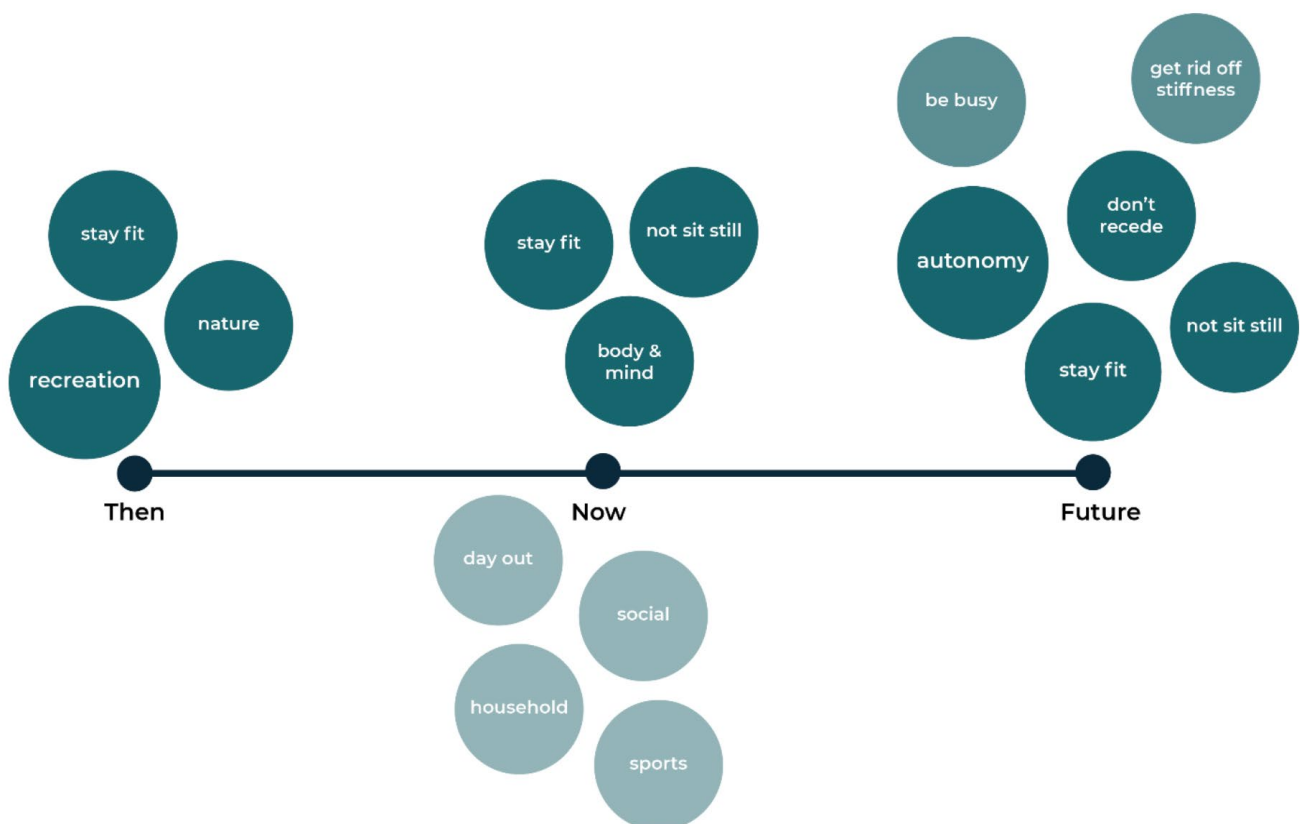 get rid off
stiffness
be busy
don't
recede
stay fit
not sit still
stay fit
autonomy
nature
not sit still
body &
mind
stay fit
recreation
Then
Now
Future
day out
social
household
sports